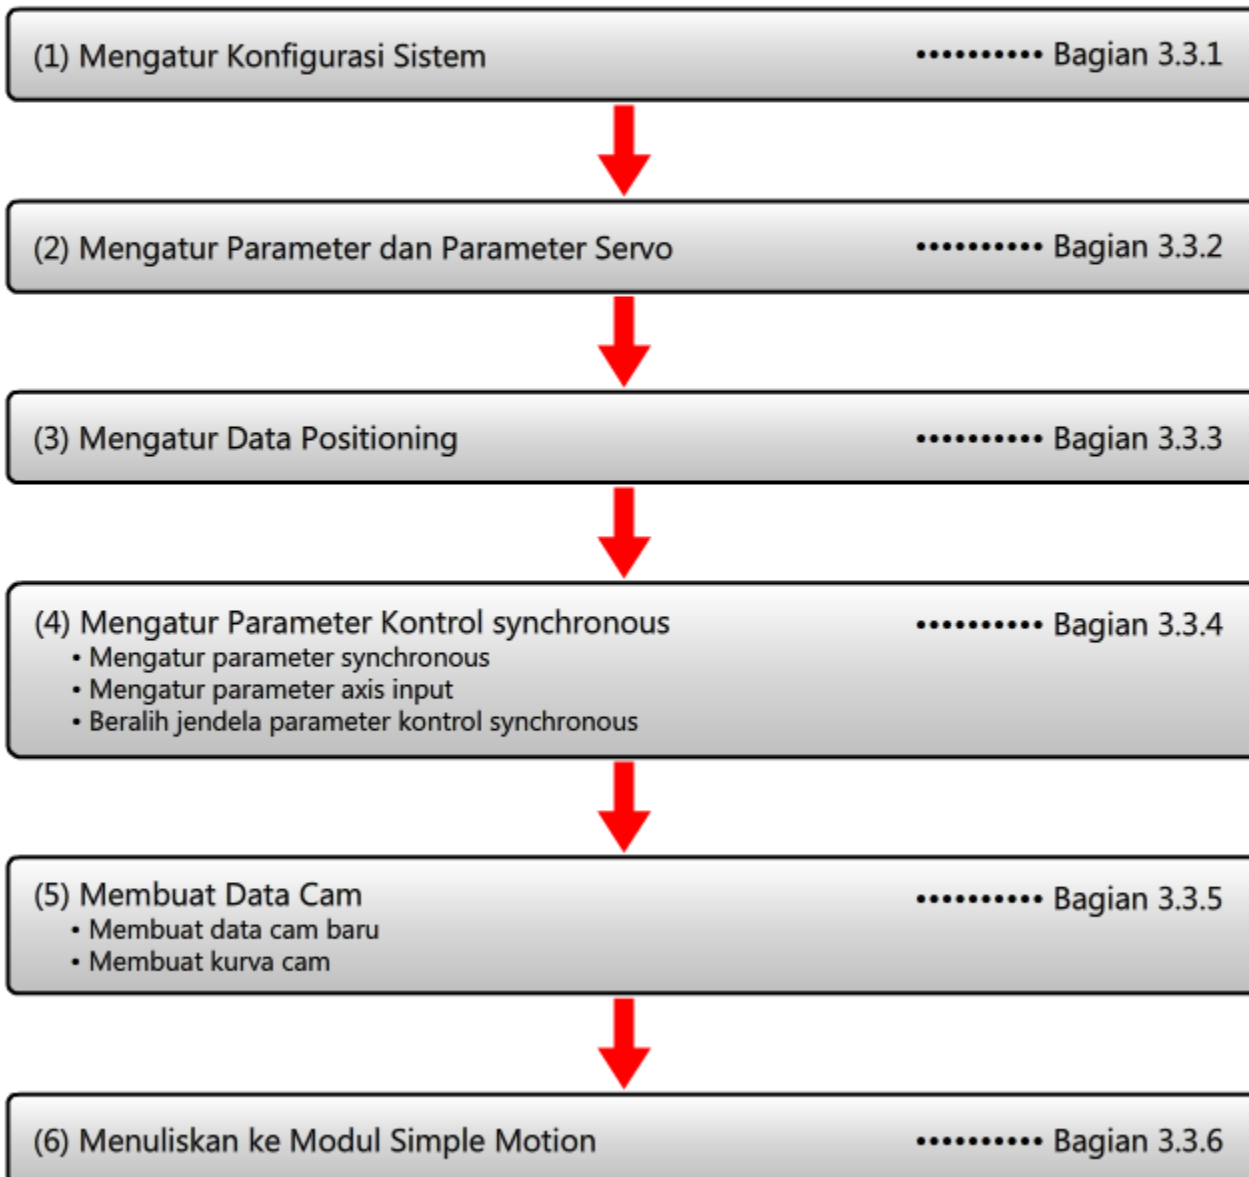 (1) Mengatur Konfigurasi Sistem •••••••••• Bagian 3.3.1
(2) Mengatur Parameter dan Parameter Servo •••••••••• Bagian 3.3.2
(3) Mengatur Data Positioning •••••••••• Bagian 3.3.3
(4) Mengatur Parameter Kontrol synchronous •••••••••• Bagian 3.3.4
• Mengatur parameter synchronous
• Mengatur parameter axis input
• Beralih jendela parameter kontrol synchronous
(5) Membuat Data Cam •••••••••• Bagian 3.3.5
• Membuat data cam baru
• Membuat kurva cam
(6) Menuliskan ke Modul Simple Motion •••••••••• Bagian 3.3.6